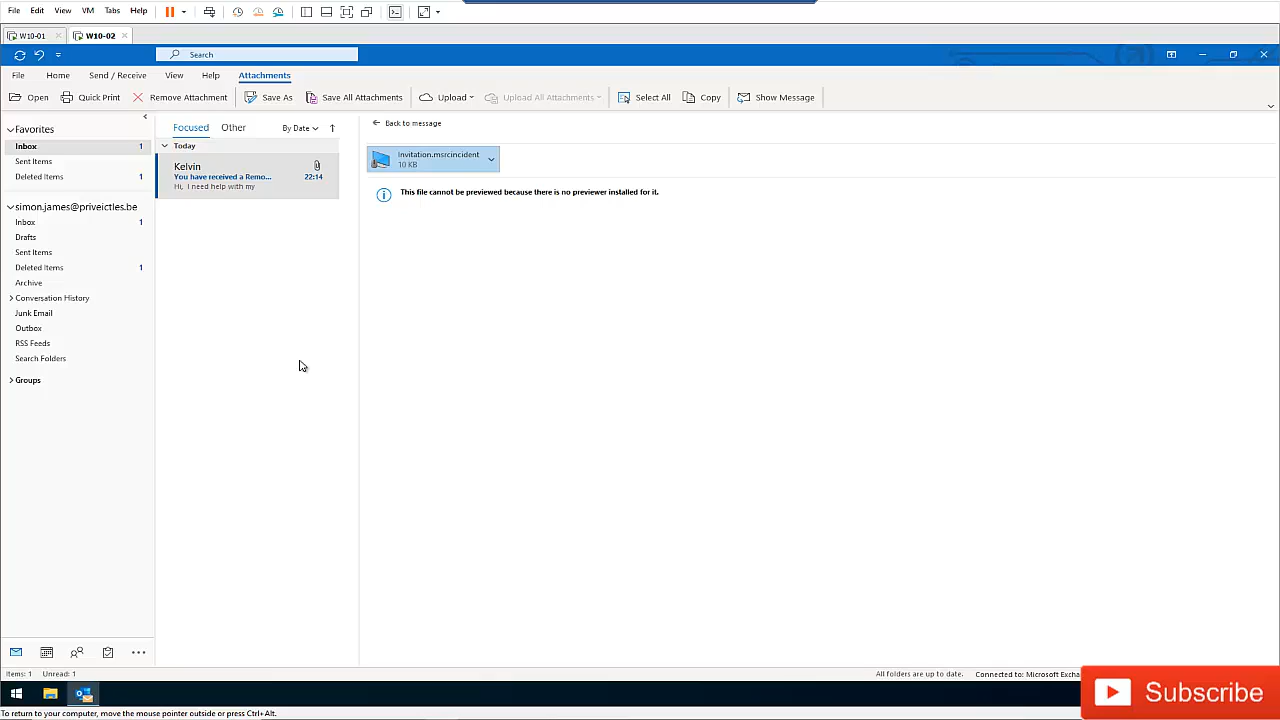 File Edit View VM Tabs Help
W10-01
W10-02
Search
File Home Send / Receive View Help Attachments
Open Quick Print Remove Attachment Save As Save All Attachments Upload Upload All Attachments Select All Copy Show Message
Favorites
Inbox 1
Sent Items
Deleted Items
simon.james@priveictles.be
Inbox 1
Drafts
Sent Items
Deleted Items 1
Archive
Conversation History
Junk Email
Outbox
RSS Feeds
Search Folders
Groups
Focused Other By Date
Today
Kelvin
You have received a Remo... 22:14
Hi, I need help with my
Back to message
Invitation.msrcincident
10 KB
This file cannot be previewed because there is no previewer installed for it.
Items: 1 Unread: 1
All folders are up to date. Connected to: Microsoft Excha
Subscribe
To return to your computer, move the mouse pointer outside or press Ctrl+Alt.